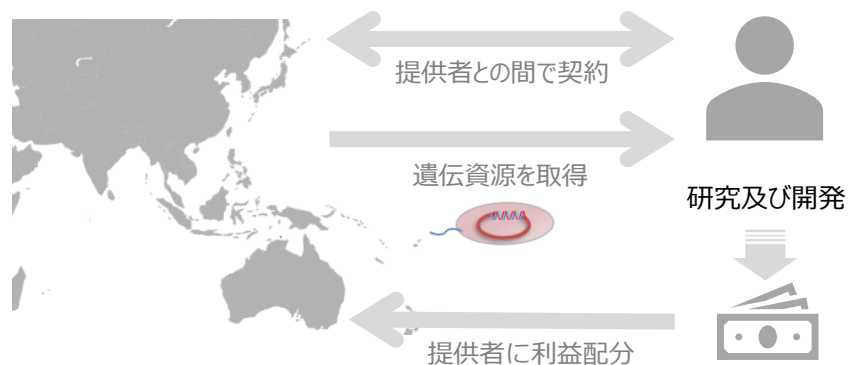 提供者との間で契約
遺伝資源を取得
研究及び開発
提供者に利益配分